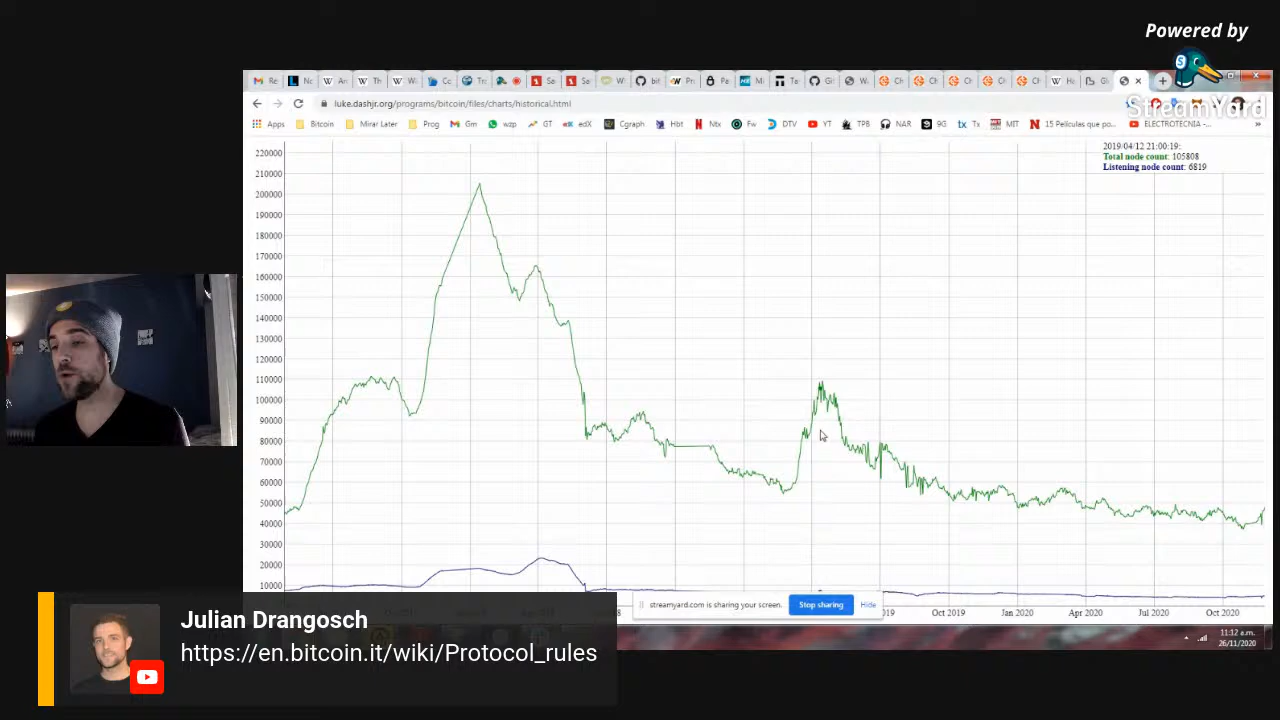 Powered by
StreamYard
luke.dashjr.org/programs/bitcoin/files/charts/historical.html
Apps Bitcoin Mirar Later Prog Gm wzp GT edX Cgraph Hbt Ntx Fw DTV YT TPB NAR 9G Tx MIT 15 Películas que po... ELECTROTECNIA -... »
2019/04/12 21:00:19:
Total node count: 105808
Listening node count: 6819
220000
210000
200000
190000
180000
170000
160000
150000
140000
130000
120000
110000
100000
90000
80000
70000
60000
50000
40000
30000
20000
10000
streamyard.com is sharing your screen. Stop sharing Hide
Oct 2019 Jan 2020 Apr 2020 Jul 2020 Oct 2020
11:12 a.m.
26/11/2020
Julian Drangosch
https://en.bitcoin.it/wiki/Protocol_rules